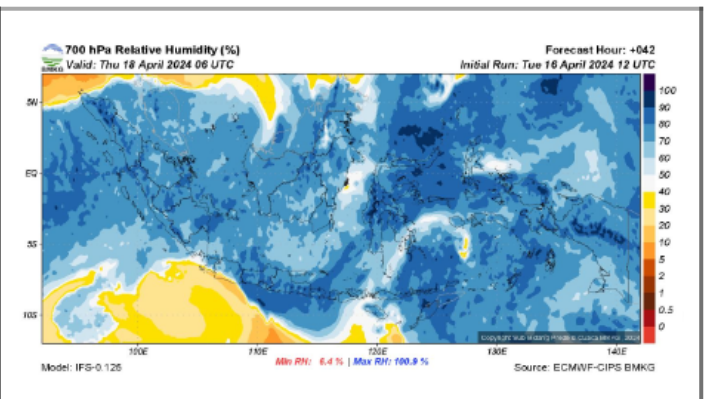 700 hPa Relative Humidity (%)
Forecast Hour: +042
BMKG
Valid: Thu 18 April 2024 06 UTC
Initial Run: Tue 16 April 2024 12 UTC
5N
EQ
5S
10S
100
90
80
70
60
50
40
30
20
10
5
2
1
0.5
0
100E
110E
120E
130E
140E
Model: IFS-0.125
Min RH: 6.4 % | Max RH: 100.9 %
Source: ECMWF-CIPS BMKG